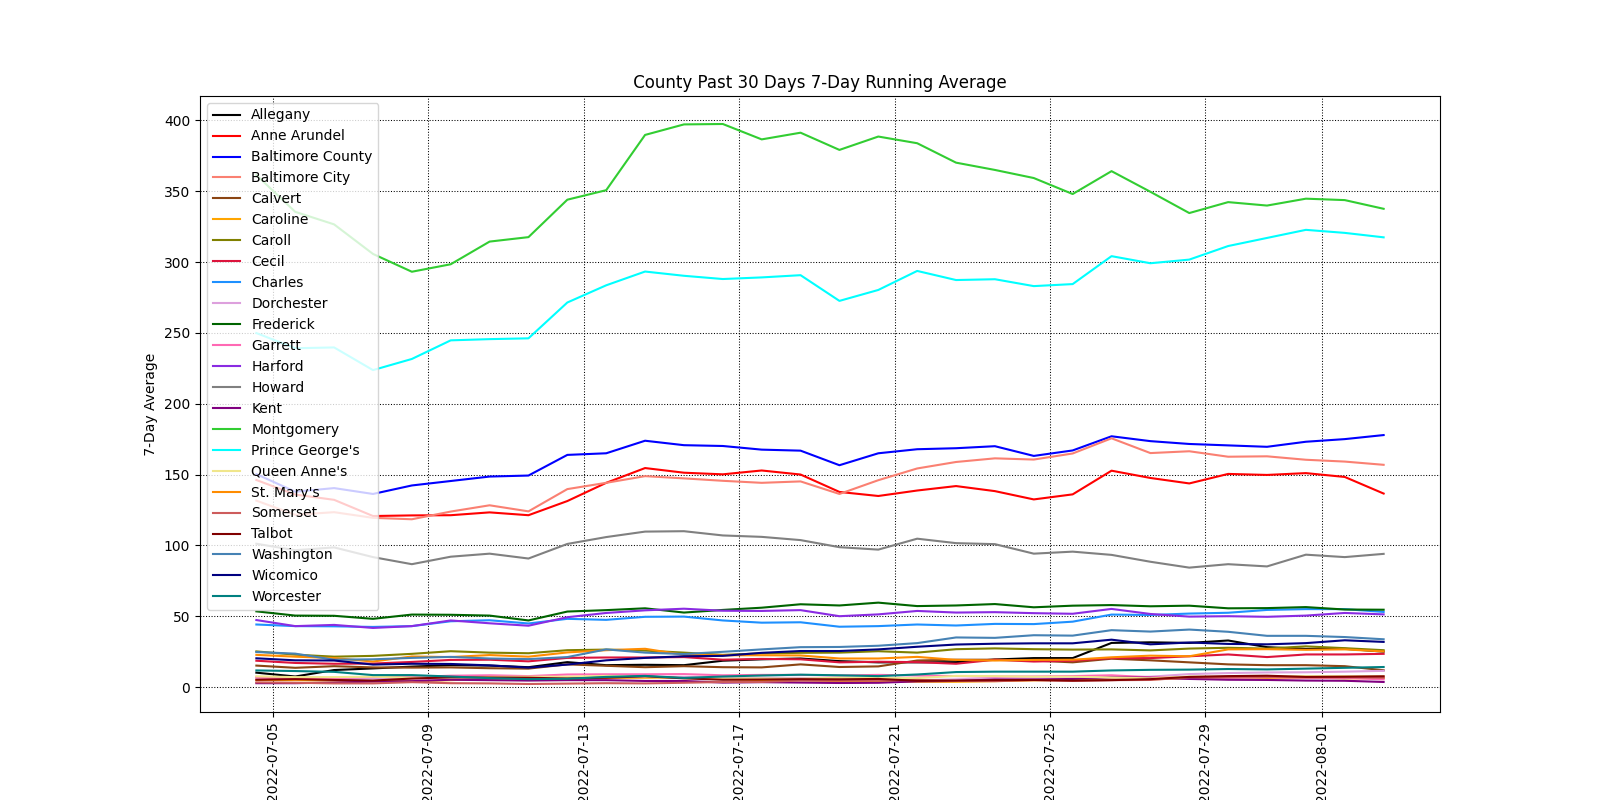 County Past 30 Days 7-Day Running Average
7-Day Average
400
350
300
250
200
150
100
50
0
Allegany
Anne Arundel
Baltimore County
Baltimore City
Calvert
Caroline
Caroll
Cecil
Charles
Dorchester
Frederick
Garrett
Harford
Howard
Kent
Montgomery
Prince George's
Queen Anne's
St. Mary's
Somerset
Talbot
Washington
Wicomico
Worcester
2022-07-05
2022-07-09
2022-07-13
2022-07-17
2022-07-21
2022-07-25
2022-07-29
2022-08-01